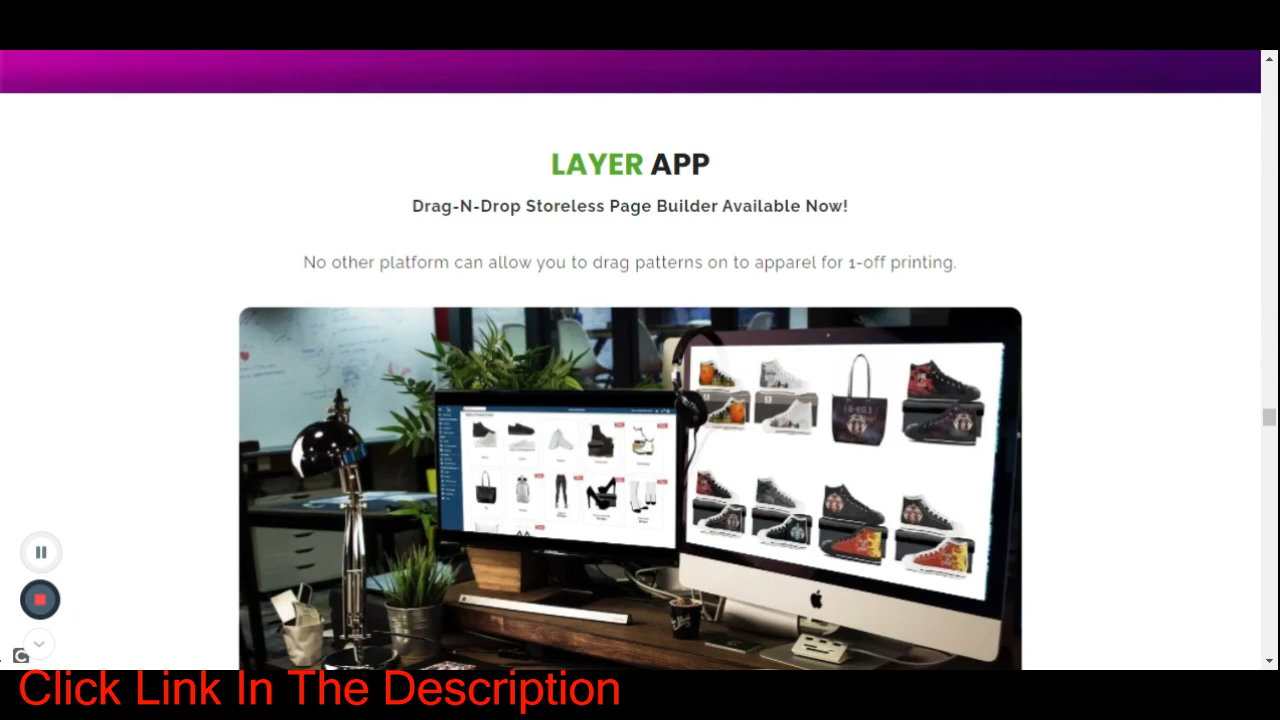 LAYER APP
Drag-N-Drop Storeless Page Builder Available Now!
No other platform can allow you to drag patterns on to apparel for 1-off printing.
Click Link In The Description